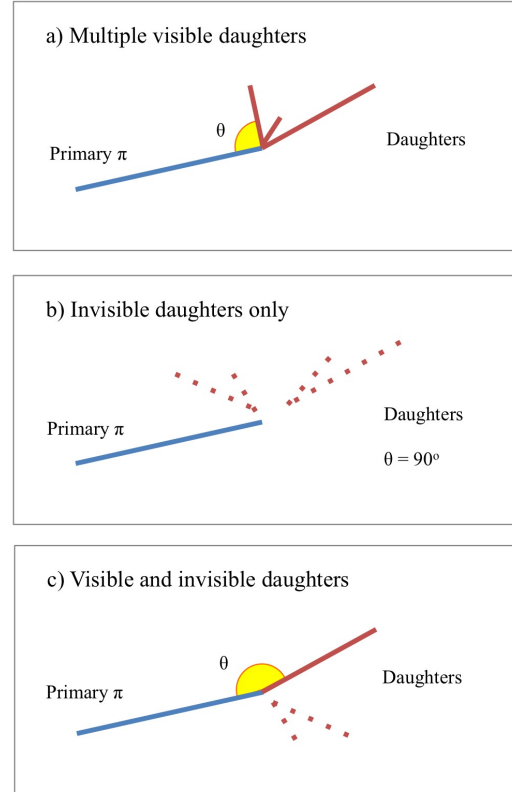 a) Multiple visible daughters
θ
Primary π
Daughters
b) Invisible daughters only
Daughters
Primary π
θ = 90°
c) Visible and invisible daughters
θ
Primary π
Daughters